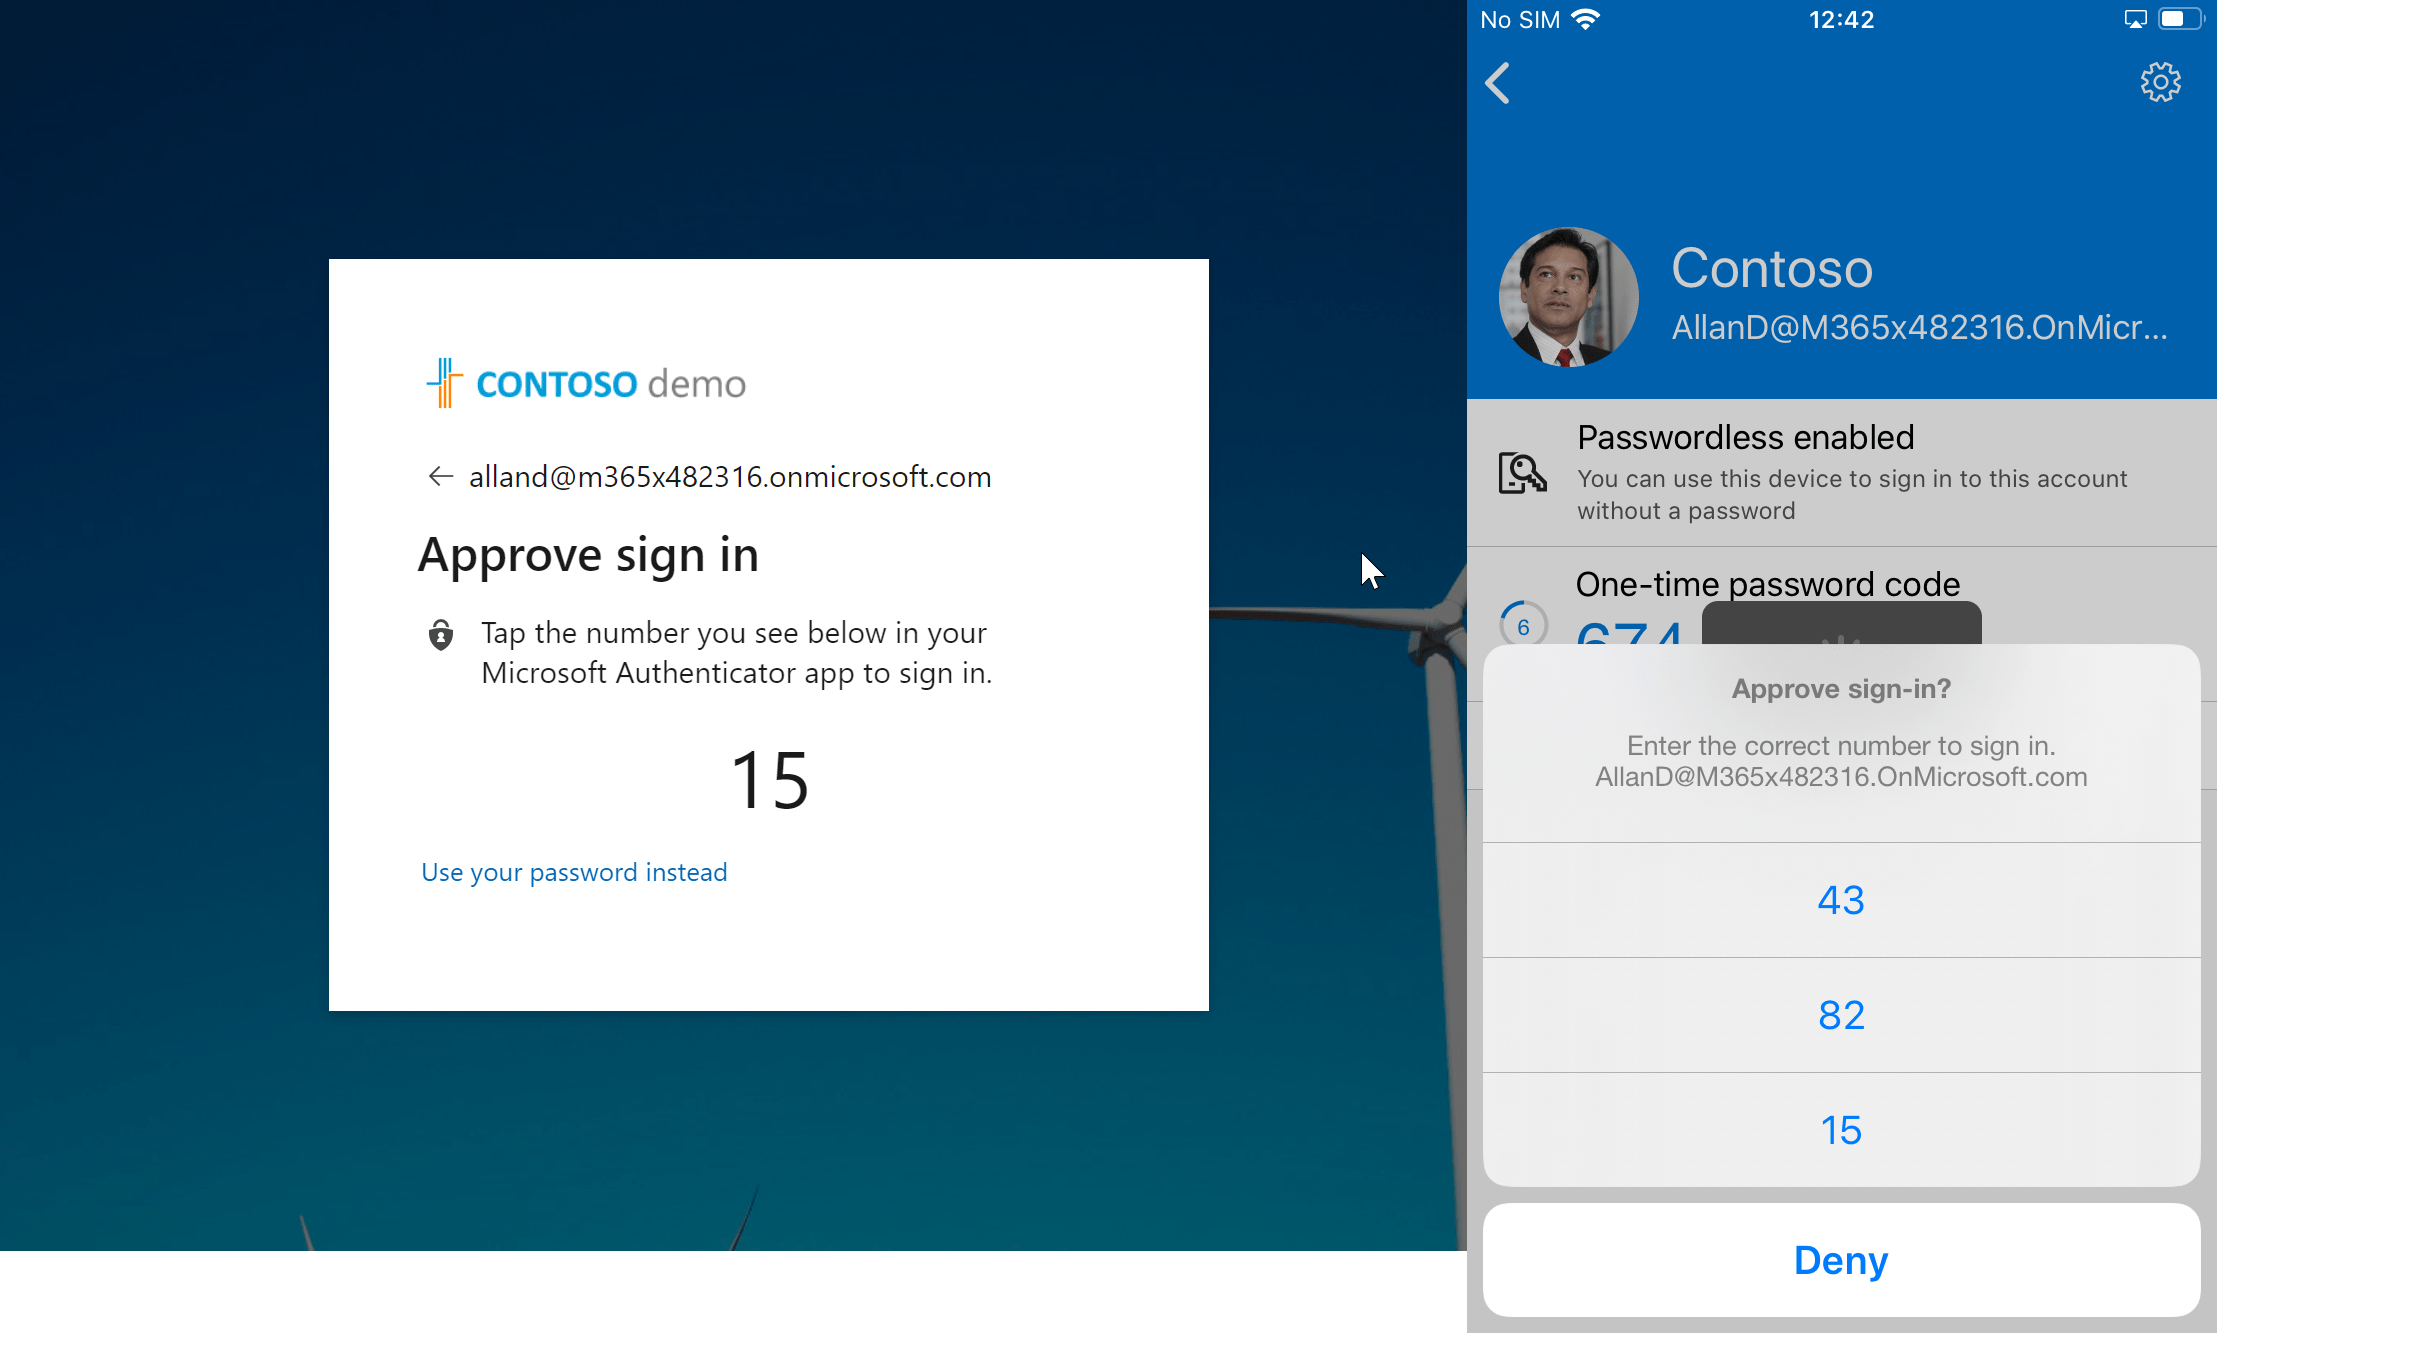 CONTOSO demo
alland@m365x482316.onmicrosoft.com
Approve sign in
Tap the number you see below in your
Microsoft Authenticator app to sign in.
15
Use your password instead
No SIM
12:42
Contoso
AllanD@M365x482316.OnMicr...
Passwordless enabled
You can use this device to sign in to this account
without a password
One-time password code
6
674
Approve sign-in?
Enter the correct number to sign in.
AllanD@M365x482316.OnMicrosoft.com
43
82
15
Deny